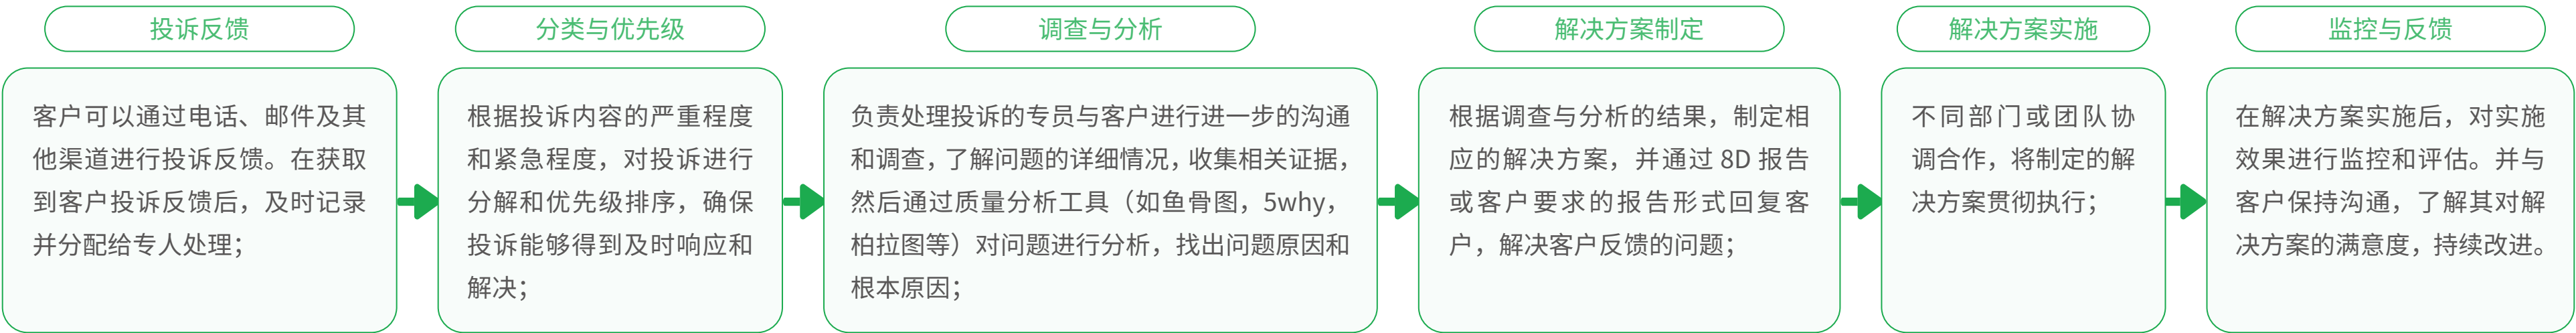 投诉反馈
客户可以通过电话、邮件及其
他渠道进行投诉反馈。在获取
到客户投诉反馈后，及时记录
并分配给专人处理；
分类与优先级
根据投诉内容的严重程度
和紧急程度，对投诉进行
分解和优先级排序，确保
投诉能够得到及时响应和
解决；
调查与分析
负责处理投诉的专员与客户进行进一步的沟通
和调查，了解问题的详细情况，收集相关证据，
然后通过质量分析工具（如鱼骨图，5why，
柏拉图等）对问题进行分析，找出问题原因和
根本原因；
解决方案制定
根据调查与分析的结果，制定相
应的解决方案，并通过 8D 报告
或客户要求的报告形式回复客
户，解决客户反馈的问题；
解决方案实施
不同部门或团队协
调合作，将制定的解
决方案贯彻执行；
监控与反馈
在解决方案实施后，对实施
效果进行监控和评估。并与
客户保持沟通，了解其对解
决方案的满意度，持续改进。